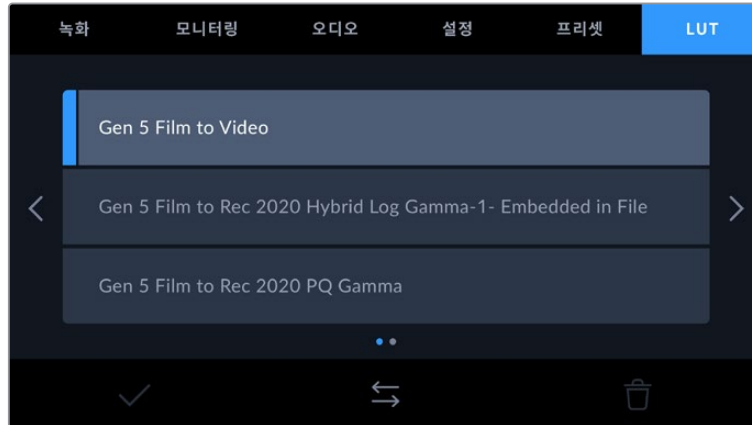 녹화 모니터링 오디오 설정 프리셋 LUT
Gen 5 Film to Video
Gen 5 Film to Rec 2020 Hybrid Log Gamma-1- Embedded in File
Gen 5 Film to Rec 2020 PQ Gamma